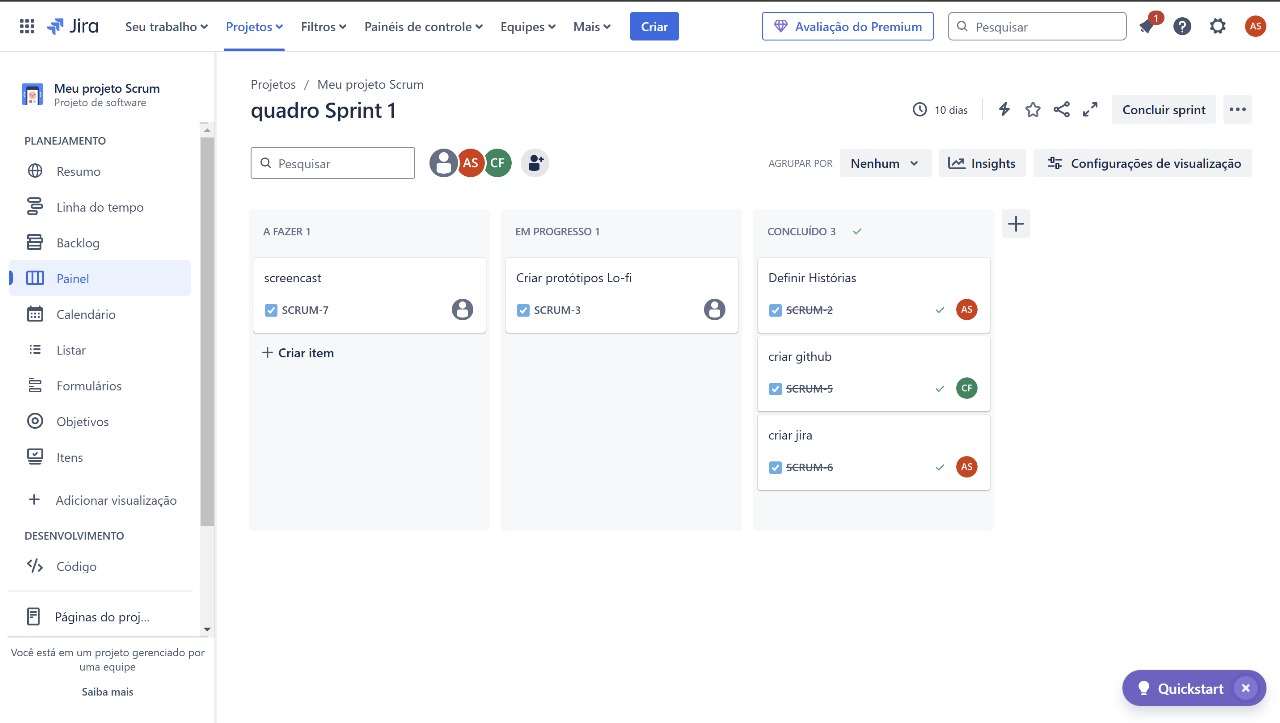 Jira
Seu trabalho
Projetos
Filtros
Painéis de controle
Equipes
Mais
Criar
Avaliação do Premium
Pesquisar
1
AS
Meu projeto Scrum
Projeto de software
PLANEJAMENTO
Resumo
Linha do tempo
Backlog
Painel
Calendário
Listar
Formulários
Objetivos
Itens
Adicionar visualização
DESENVOLVIMENTO
Código
Páginas do proj...
Você está em um projeto gerenciado por
uma equipe
Saiba mais
Projetos / Meu projeto Scrum
quadro Sprint 1
10 dias
Concluir sprint
Pesquisar
AS
CF
AGRUPAR POR
Nenhum
Insights
Configurações de visualização
A FAZER 1
screencast
SCRUM-7
Criar item
EM PROGRESSO 1
Criar protótipos Lo-fi
SCRUM-3
CONCLUÍDO 3
Definir Histórias
SCRUM-2
AS
criar github
SCRUM-5
CF
criar jira
SCRUM-6
AS
Quickstart